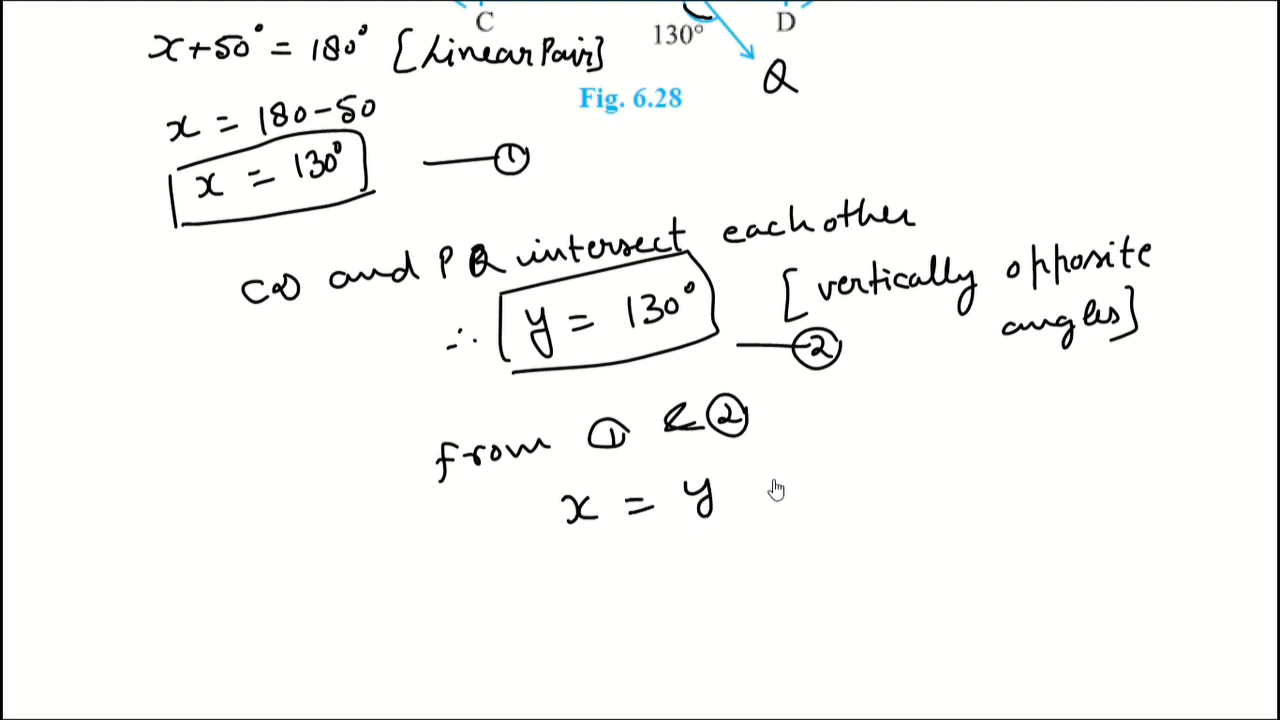 C
D
130°
Q
x+50° = 180° [Linear Pair]
Fig. 6.28
x = 180-50
x = 130° ①
CD and PQ intersect each other
∴ y = 130° [vertically opposite angles]
②
from ① & ②
x = y